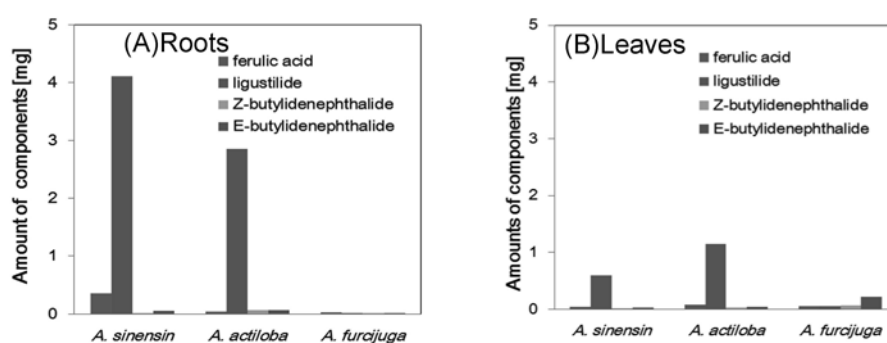 (A)Roots
Amount of components [mg]
5
4
3
2
1
0
ferulic acid
ligustilide
Z-butylidenephthalide
E-butylidenephthalide
A. sinensin
A. actiloba
A. furcijuga
(B)Leaves
Amounts of components [mg]
5
4
3
2
1
0
ferulic acid
ligustilide
Z-butylidenephthalide
E-butylidenephthalide
A. sinensin
A. actiloba
A. furcijuga